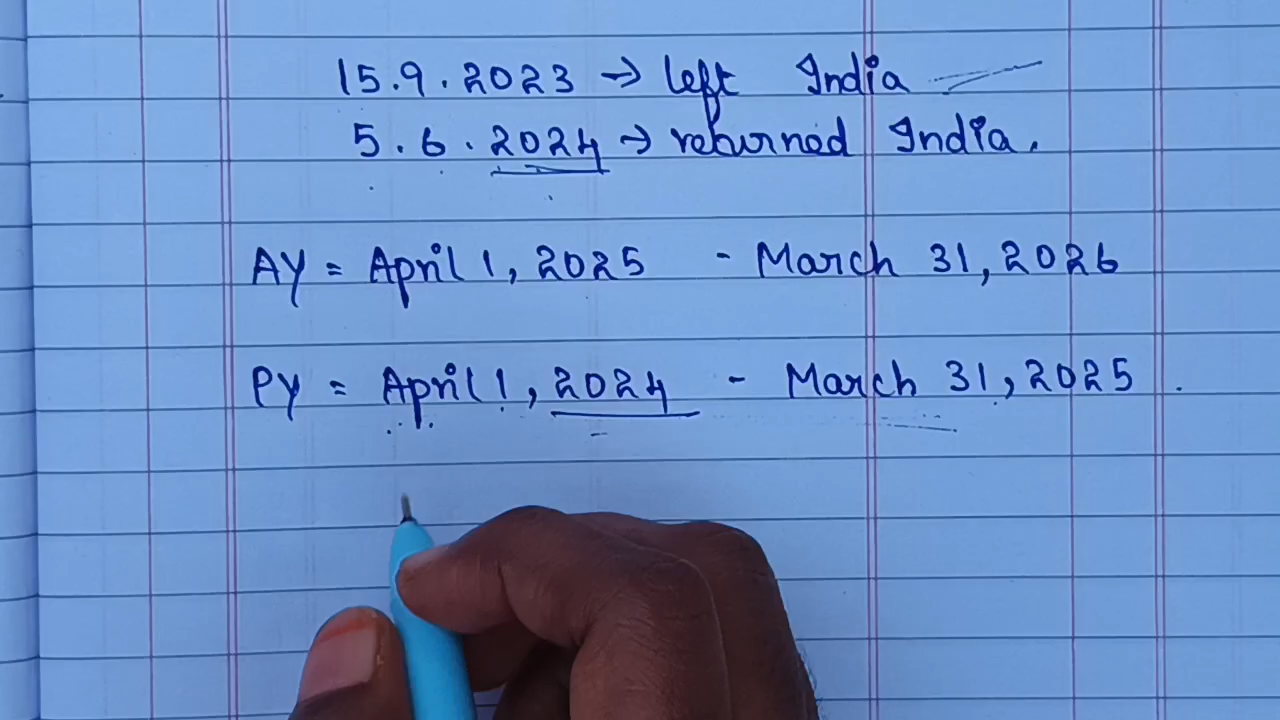 15.9.2023 → left India
5.6.2024 → returned India.
AY = April 1, 2025 - March 31, 2026
PY = April 1, 2024 - March 31, 2025.